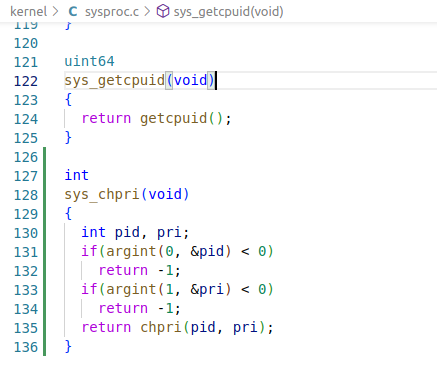 kernel > C sysproc.c > sys_getcpuid(void)
119 }
120
121 uint64
122 sys_getcpuid(void)
123 {
124   return getcpuid();
125 }
126
127 int
128 sys_chpri(void)
129 {
130   int pid, pri;
131   if(argint(0, &pid) < 0)
132     return -1;
133   if(argint(1, &pri) < 0)
134     return -1;
135   return chpri(pid, pri);
136 }